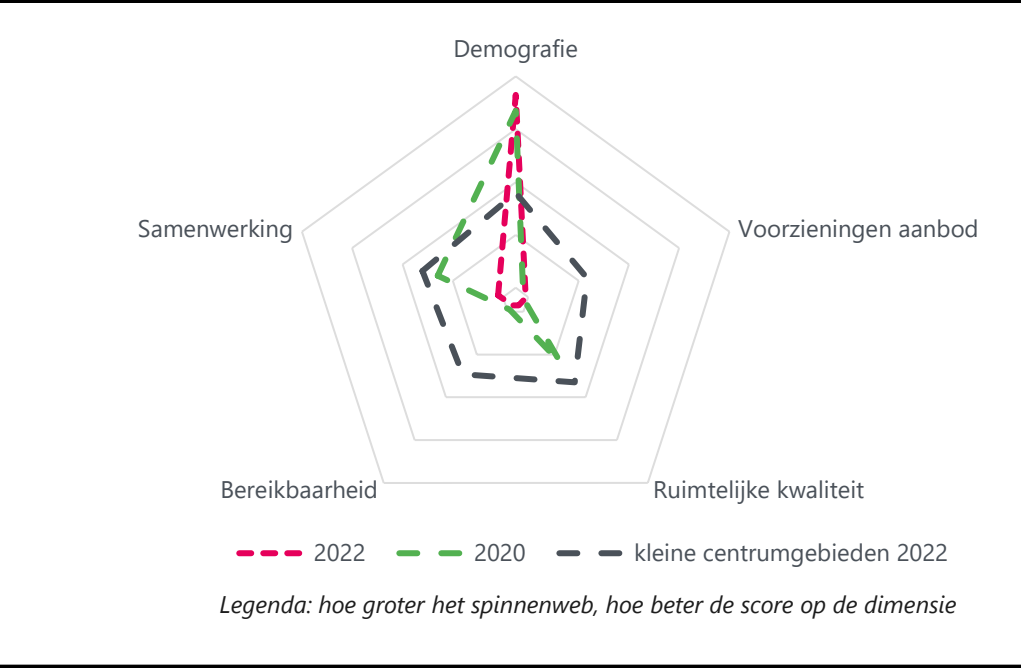 Demografie
Samenwerking
Voorzieningen aanbod
Bereikbaarheid
Ruimtelijke kwaliteit
2022 2020 kleine centrumgebieden 2022
Legenda: hoe groter het spinnenweb, hoe beter de score op de dimensie